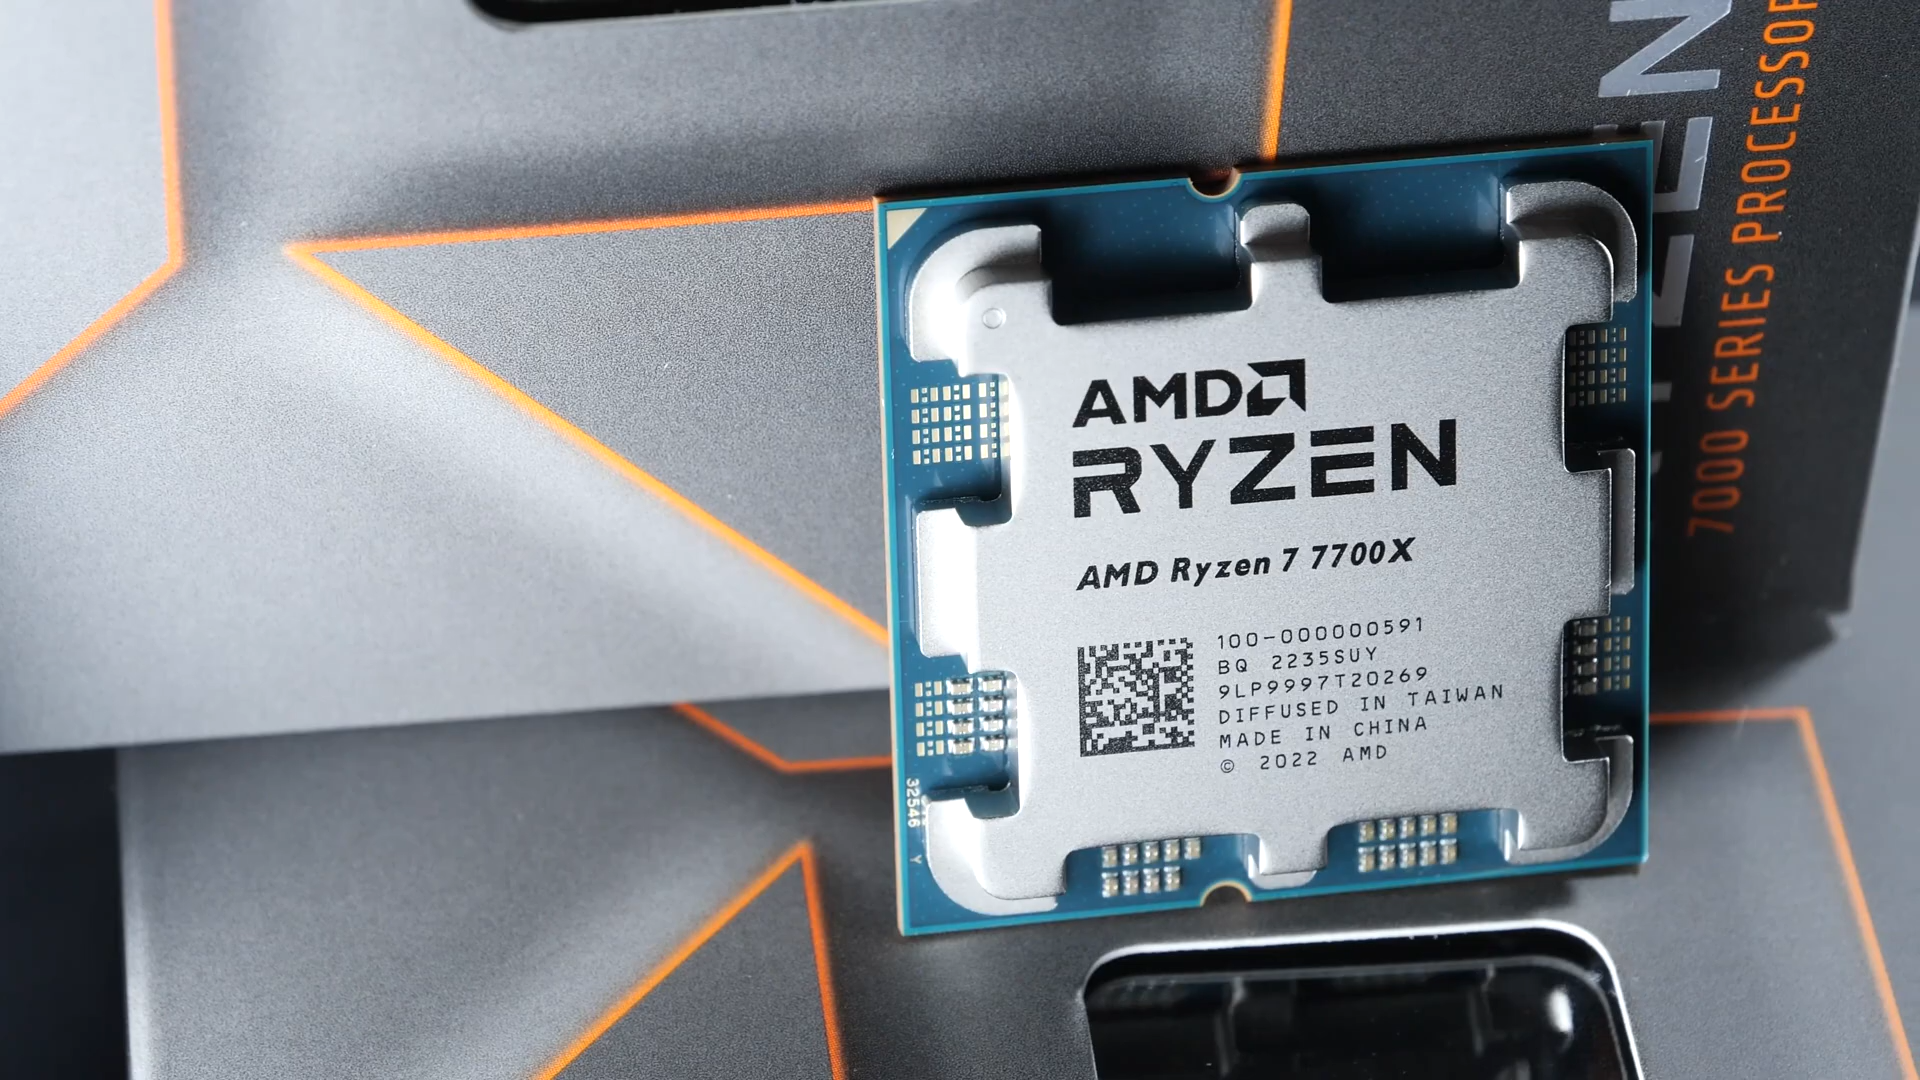 AMD
RYZEN
AMD Ryzen 7 7700X
100-000000591
BQ 2235SUY
9LP9997T20269
DIFFUSED IN TAIWAN
MADE IN CHINA
© 2022 AMD
32546 Y
ZEN
7000 SERIES PROCESSOR